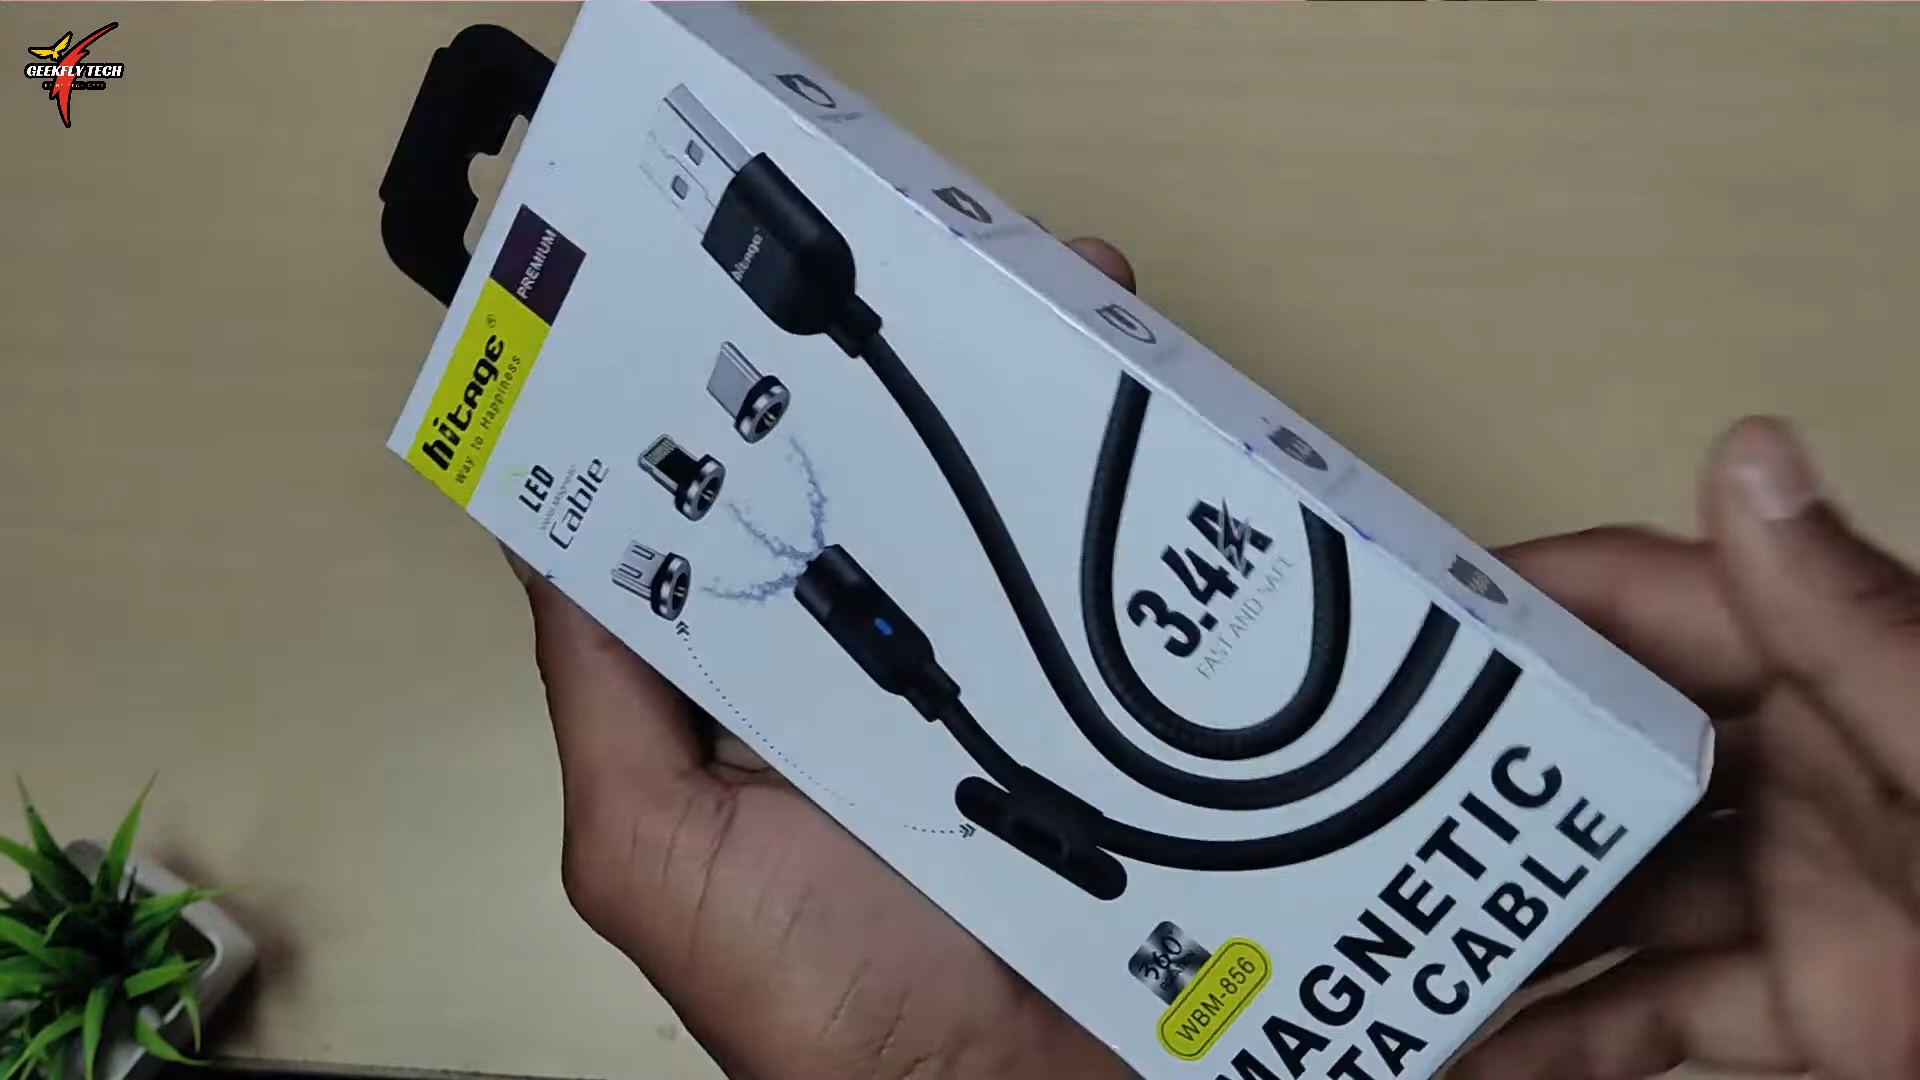 GEEKFLY TECH
PREMIUM
hitage®
Way to Happiness
LED
Cable
hitage
3.4A
FAST AND SAFE
360°
WBM-856
MAGNETIC
TA CABLE